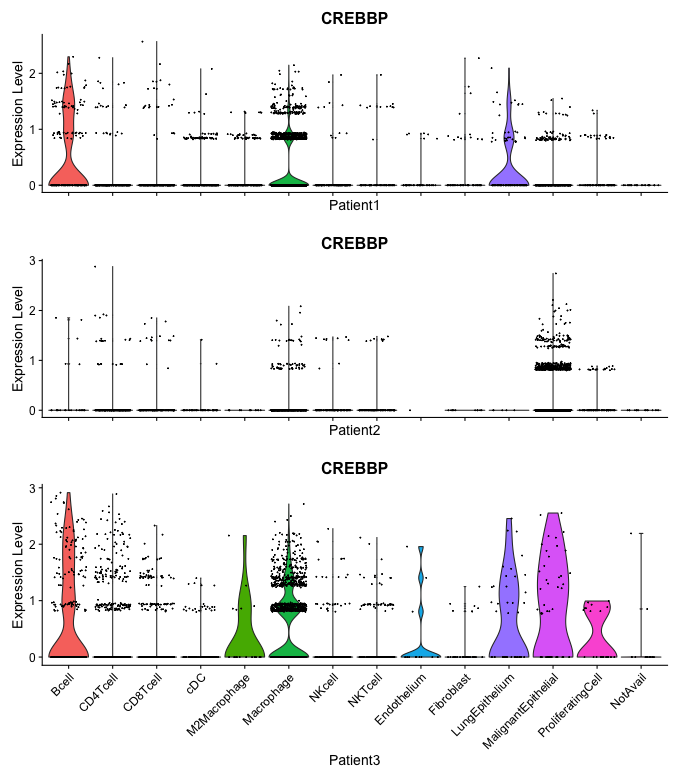 CREBBP
Expression Level
2
1
0
Patient1
CREBBP
Expression Level
3
2
1
0
Patient2
CREBBP
Expression Level
3
2
1
0
Bcell
CD4Tcell
CD8Tcell
cDC
M2Macrophage
Macrophage
NKcell
NKTcell
Endothelium
Fibroblast
LungEpithelium
MalignantEpithelial
ProliferatingCell
NotAvail
Patient3